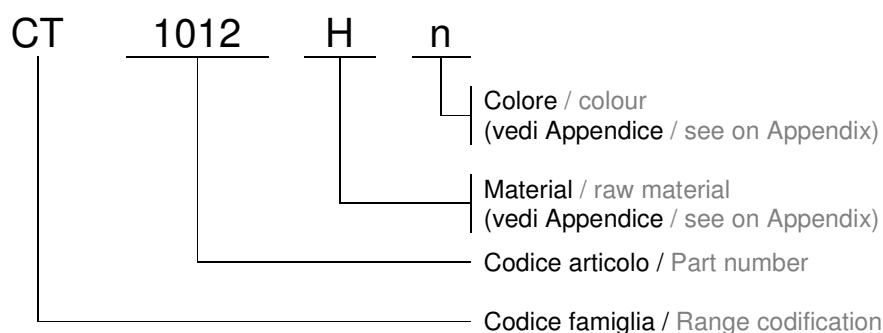 CT 1012 H n
Colore / colour
(vedi Appendice / see on Appendix)
Material / raw material
(vedi Appendice / see on Appendix)
Codice articolo / Part number
Codice famiglia / Range codification